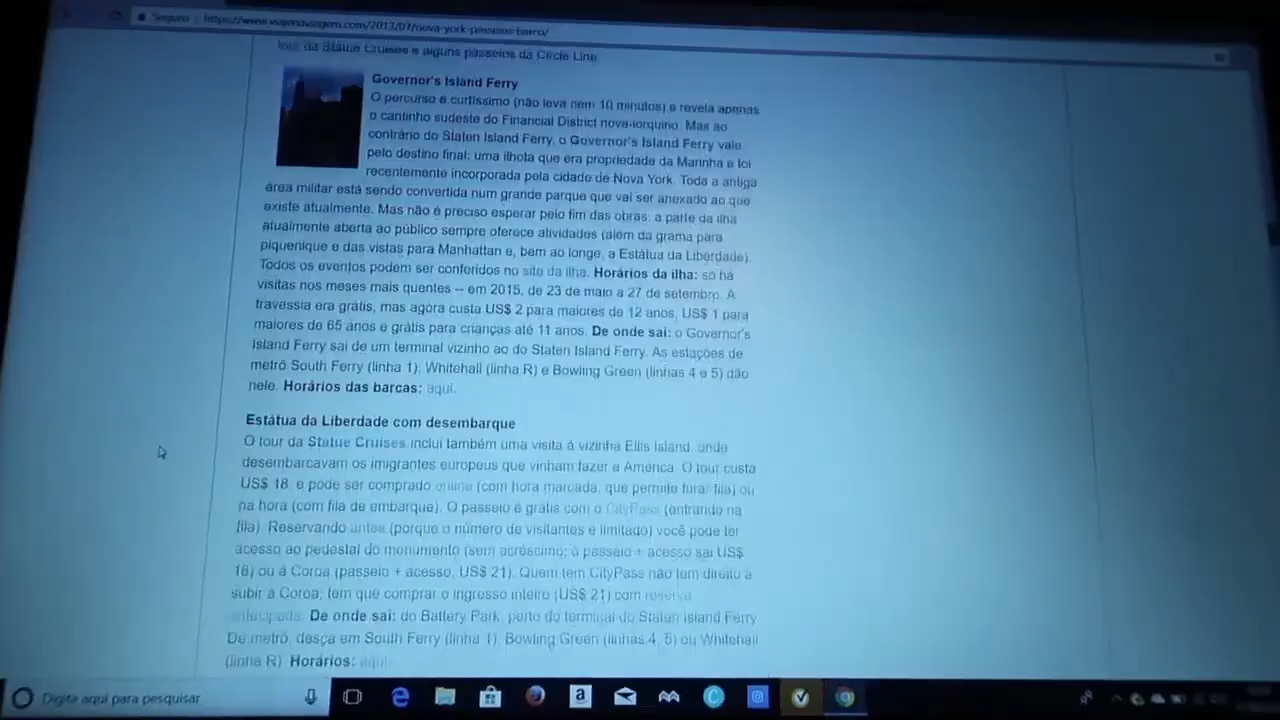 Seguro | https://www.viajenaviagem.com/2013/07/nova-york-passeios-barco/
tour da Statue Cruises e alguns passeios da Circle Line.
Governor's Island Ferry
O percurso é curtíssimo (não leva nem 10 minutos) e revela apenas
o cantinho sudeste do Financial District nova-iorquino. Mas ao
contrário do Staten Island Ferry, o Governor's Island Ferry vale
pelo destino final: uma ilhota que era propriedade da Marinha e foi
recentemente incorporada pela cidade de Nova York. Toda a antiga
área militar está sendo convertida num grande parque que vai ser anexado ao que
existe atualmente. Mas não é preciso esperar pelo fim das obras: a parte da ilha
atualmente aberta ao público sempre oferece atividades (além da grama para
piquenique e das vistas para Manhattan e, bem ao longe, a Estátua da Liberdade).
Todos os eventos podem ser conferidos no site da ilha. Horários da ilha: só há
visitas nos meses mais quentes -- em 2015, de 23 de maio a 27 de setembro. A
travessia era grátis, mas agora custa US$ 2 para maiores de 12 anos, US$ 1 para
maiores de 65 anos e grátis para crianças até 11 anos. De onde sai: o Governor's
Island Ferry sai de um terminal vizinho ao do Staten Island Ferry. As estações de
metrô South Ferry (linha 1), Whitehall (linha R) e Bowling Green (linhas 4 e 5) dão
nele. Horários das barcas: aqui.
Estátua da Liberdade com desembarque
O tour da Statue Cruises inclui também uma visita à vizinha Ellis Island, onde
desembarcavam os imigrantes europeus que vinham fazer a América. O tour custa
US$ 18, e pode ser comprado online (com hora marcada, que permite furar fila) ou
na hora (com fila de embarque). O passeio é grátis com o CityPass (entrando na
fila). Reservando antes (porque o número de visitantes é limitado) você pode ter
acesso ao pedestal do monumento (sem acréscimo; o passeio + acesso sai US$
18) ou à Coroa (passeio + acesso, US$ 21). Quem tem CityPass não tem direito a
subir à Coroa; tem que comprar o ingresso inteiro (US$ 21) com reserva
antecipada. De onde sai: do Battery Park, perto do terminal do Staten Island Ferry.
De metrô, desça em South Ferry (linha 1), Bowling Green (linhas 4, 5) ou Whitehall
(linha R). Horários: aqui.
Digite aqui para pesquisar